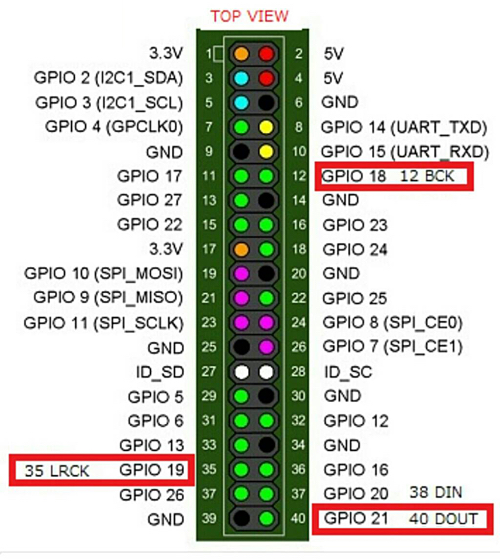 TOP VIEW
3.3V 1 2 5V
GPIO 2 (I2C1_SDA) 3 4 5V
GPIO 3 (I2C1_SCL) 5 6 GND
GPIO 4 (GPCLK0) 7 8 GPIO 14 (UART_TXD)
GND 9 10 GPIO 15 (UART_RXD)
GPIO 17 11 12 GPIO 18 12 BCK
GPIO 27 13 14 GND
GPIO 22 15 16 GPIO 23
3.3V 17 18 GPIO 24
GPIO 10 (SPI_MOSI) 19 20 GND
GPIO 9 (SPI_MISO) 21 22 GPIO 25
GPIO 11 (SPI_SCLK) 23 24 GPIO 8 (SPI_CE0)
GND 25 26 GPIO 7 (SPI_CE1)
ID_SD 27 28 ID_SC
GPIO 5 29 30 GND
GPIO 6 31 32 GPIO 12
GPIO 13 33 34 GND
35 LRCK GPIO 19 35 36 GPIO 16
GPIO 26 37 37 GPIO 20 38 DIN
GND 39 40 GPIO 21 40 DOUT